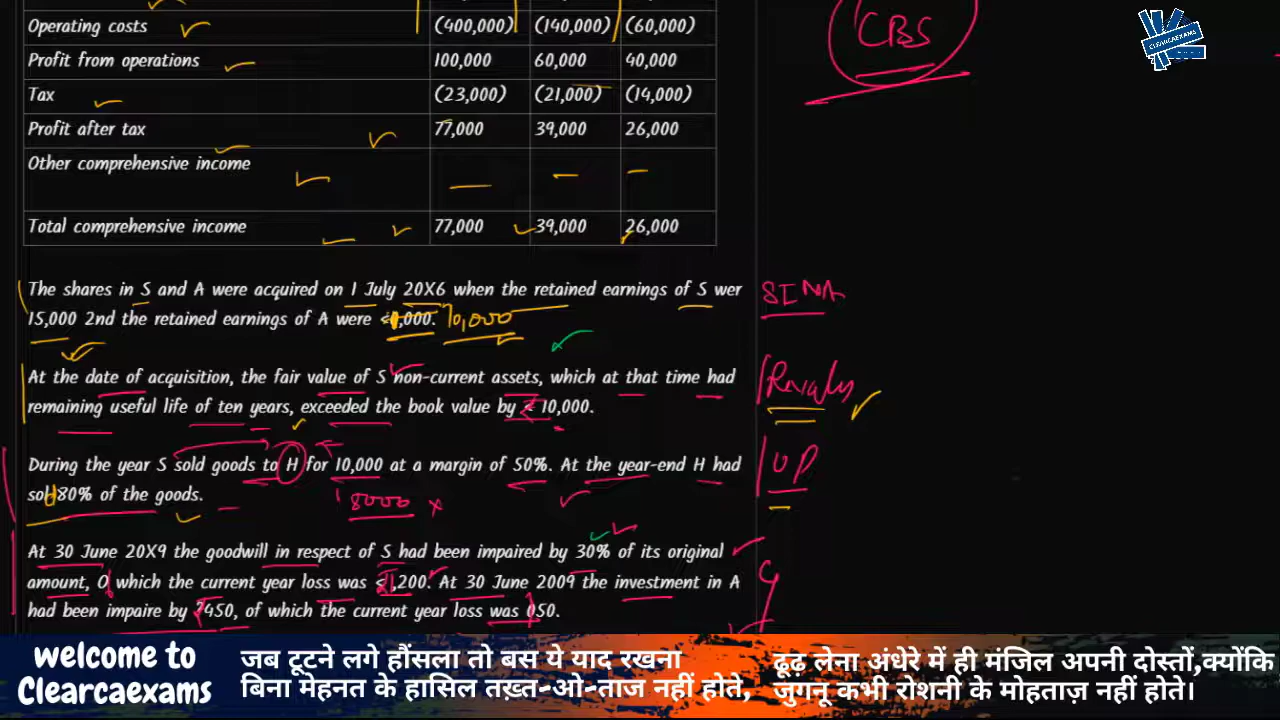 Operating costs (400,000) (140,000) (60,000)
CBS
CLEARCAEXAMS
Profit from operations 100,000 60,000 40,000
Tax (23,000) (21,000) (14,000)
Profit after tax 77,000 39,000 26,000
Other comprehensive income — — —
Total comprehensive income 77,000 39,000 26,000
The shares in S and A were acquired on 1 July 20X6 when the retained earnings of S wer
15,000 2nd the retained earnings of A were ,000. 10,000
At the date of acquisition, the fair value of S non-current assets, which at that time had
remaining useful life of ten years, exceeded the book value by 10,000.
During the year S sold goods to H for 10,000 at a margin of 50%. At the year-end H had
UP
sold 80% of the goods.
8000 x
At 30 June 20X9 the goodwill in respect of S had been impaired by 30% of its original
amount, O which the current year loss was 1,200. At 30 June 2009 the investment in A
had been impaire by ₹450, of which the current year loss was 150.
welcome to
Clearcaexams
जब टूटने लगे हौंसला तो बस ये याद रखना
बिना मेहनत के हासिल तख़्त-ओ-ताज नहीं होते,
ढूढ़ लेना अंधेरे में ही मंजिल अपनी दोस्तों,क्योंकि
जुगनू कभी रोशनी के मोहताज़ नहीं होते।